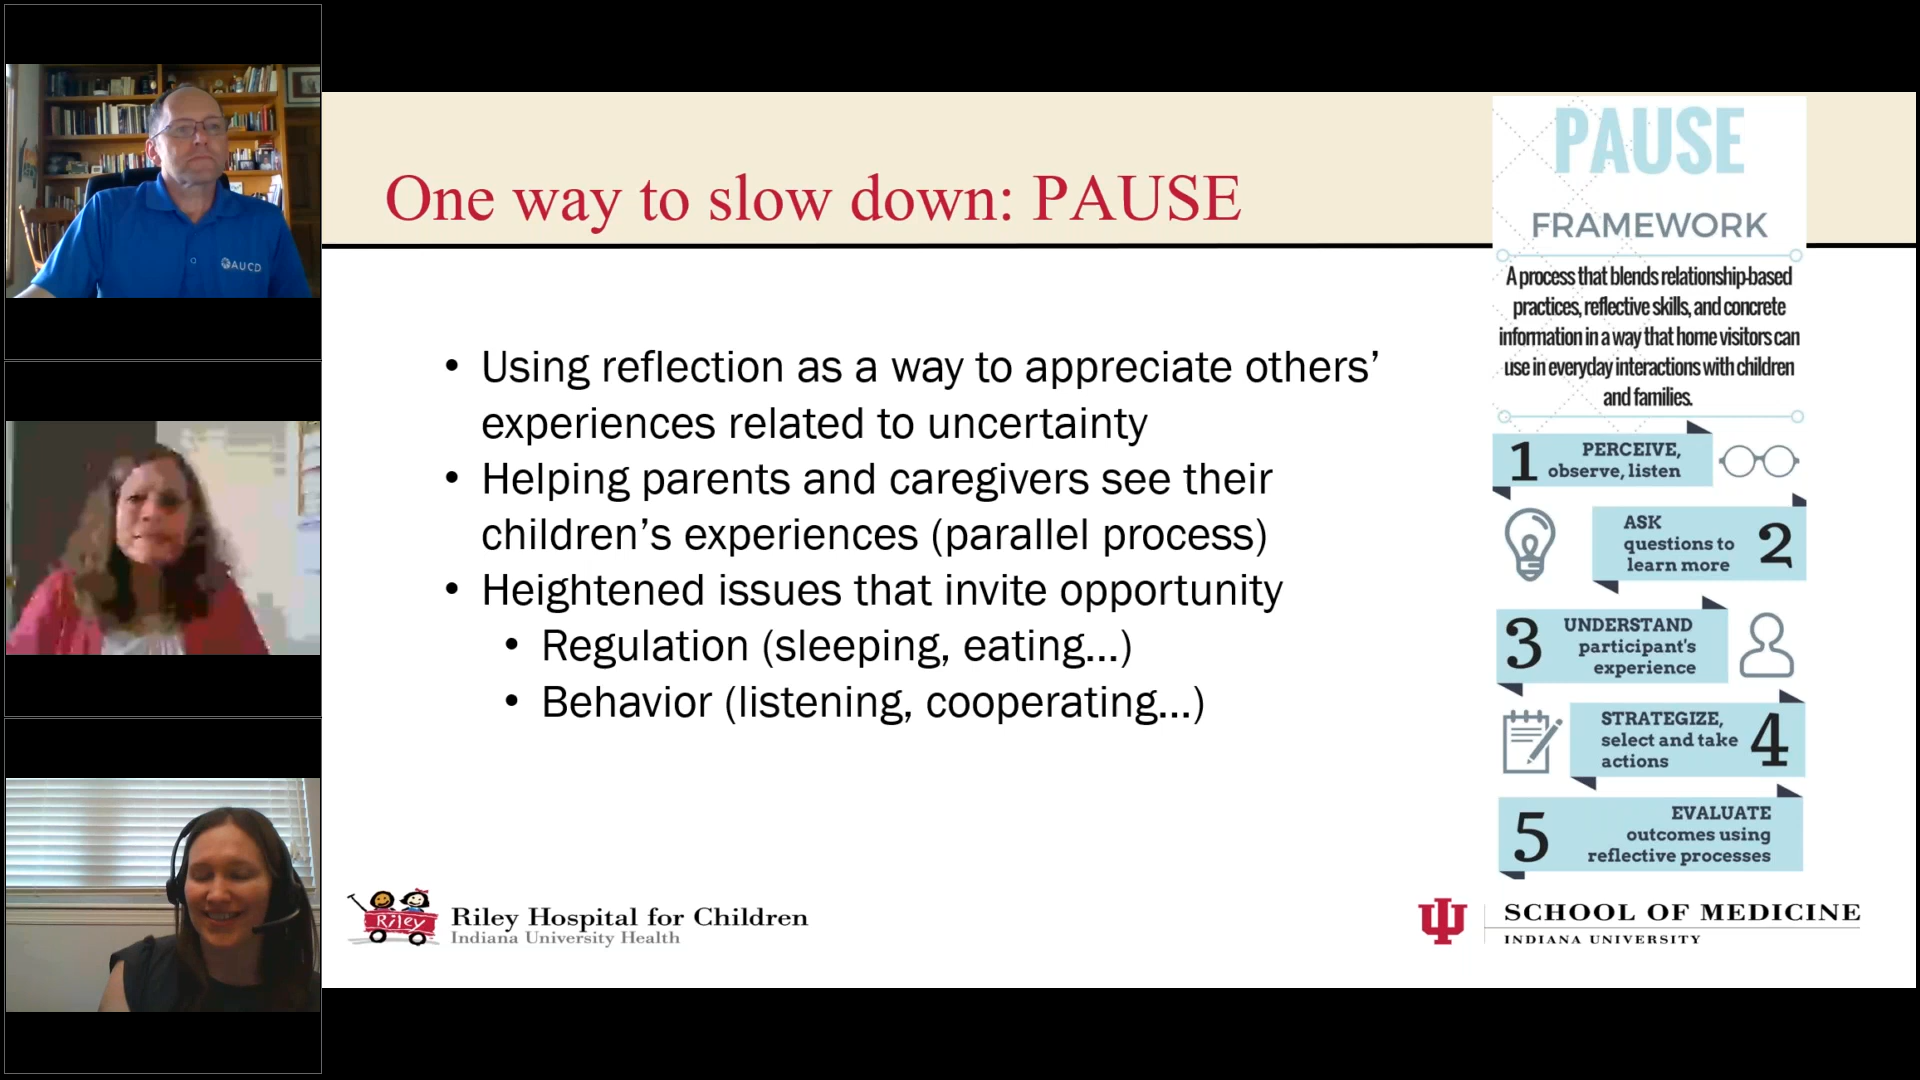 AUCD
One way to slow down: PAUSE
• Using reflection as a way to appreciate others’
experiences related to uncertainty
• Helping parents and caregivers see their
children’s experiences (parallel process)
• Heightened issues that invite opportunity
• Regulation (sleeping, eating...)
• Behavior (listening, cooperating...)
PAUSE
FRAMEWORK
A process that blends relationship-based
practices, reflective skills, and concrete
information in a way that home visitors can
use in everyday interactions with children
and families.
1 PERCEIVE,
observe, listen
ASK
questions to
learn more
2
3 UNDERSTAND
participant's
experience
STRATEGIZE,
select and take
actions
4
5 EVALUATE
outcomes using
reflective processes
Riley
Riley Hospital for Children
Indiana University Health
SCHOOL OF MEDICINE
INDIANA UNIVERSITY